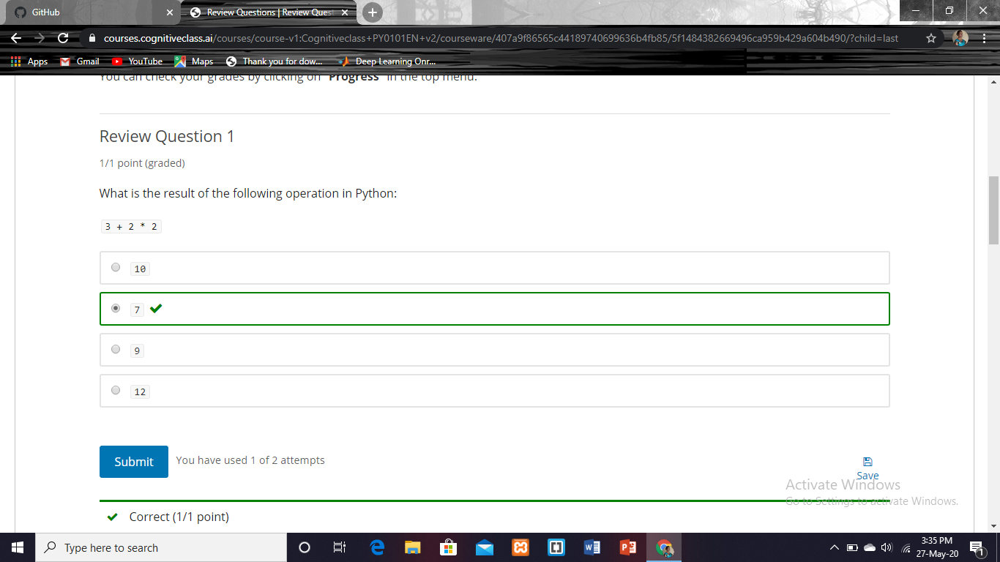 GitHub
Review Questions | Review Ques
courses.cognitiveclass.ai/courses/course-v1:Cognitiveclass+PY0101EN+v2/courseware/407a9f86565c44189740699636b4fb85/5f1484382669496ca959b429a604b490/?child=last
Apps Gmail YouTube Maps Thank you for dow... Deep Learning Onr...
You can check your grades by clicking on "Progress" in the top menu.
Review Question 1
1/1 point (graded)
What is the result of the following operation in Python:
3 + 2 * 2
10
7
9
12
Submit You have used 1 of 2 attempts
Save
Activate Windows
Go to Settings to activate Windows.
Correct (1/1 point)
Type here to search
3:35 PM
27-May-20
1